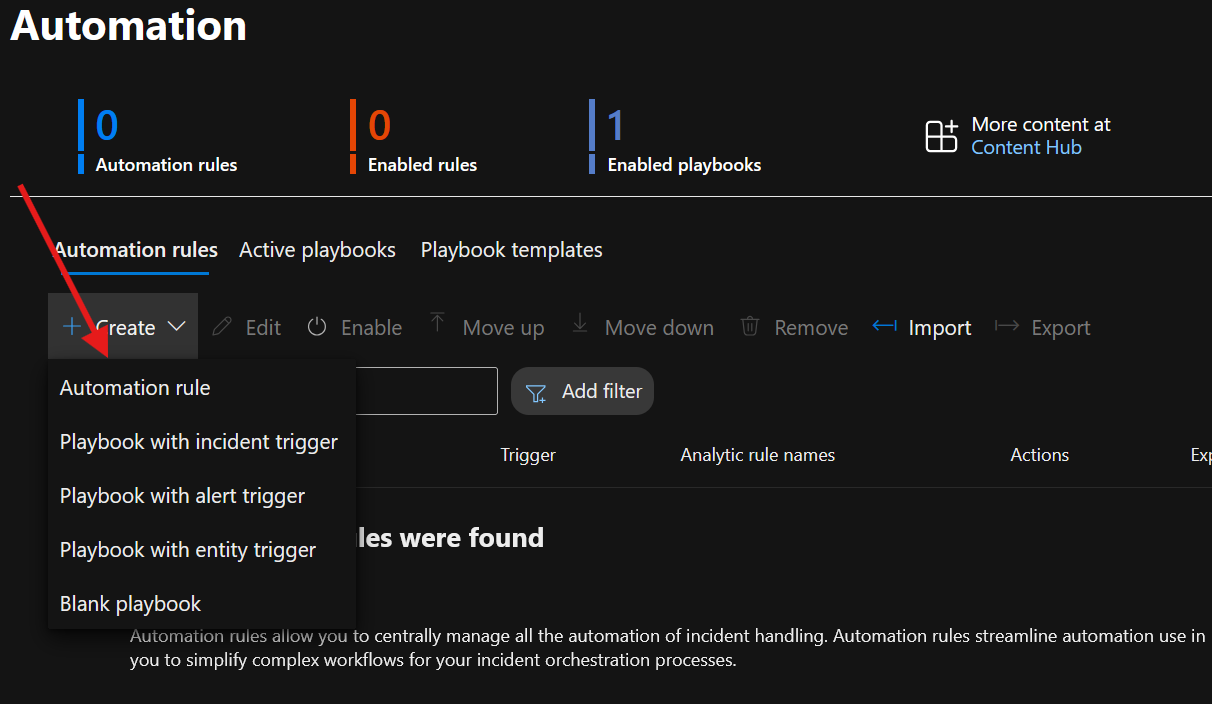 Automation
0
Automation rules
0
Enabled rules
1
Enabled playbooks
More content at
Content Hub
Automation rules Active playbooks Playbook templates
Create Edit Enable Move up Move down Remove Import Export
Automation rule
Add filter
Playbook with incident trigger
Trigger Analytic rule names Actions Exp
Playbook with alert trigger
Playbook with entity trigger
les were found
Blank playbook
Automation rules allow you to centrally manage all the automation of incident handling. Automation rules streamline automation use in
you to simplify complex workflows for your incident orchestration processes.